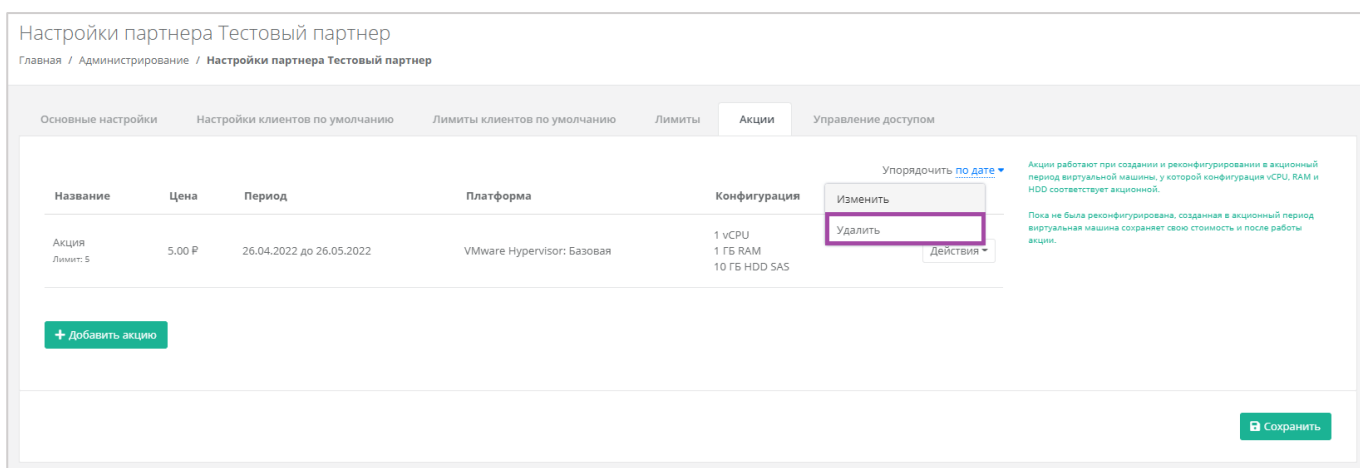 Настройки партнера Тестовый партнер
Главная / Администрирование / Настройки партнера Тестовый партнер
Основные настройки Настройки клиентов по умолчанию Лимиты клиентов по умолчанию Лимиты Акции Управление доступом
Упорядочить по дате
Название Цена Период Платформа Конфигурация
Изменить
Удалить
Акция
Лимит: 5
5.00 ₽
26.04.2022 до 26.05.2022
VMware Hypervisor: Базовая
1 vCPU
1 ГБ RAM
10 ГБ HDD SAS
Действия
Акции работают при создании и реконфигурировании в акционный
период виртуальной машины, у которой конфигурация vCPU, RAM и
HDD соответствует акционной.
Пока не была реконфигурирована, созданная в акционный период
виртуальная машина сохраняет свою стоимость и после работы
акции.
+ Добавить акцию
Сохранить